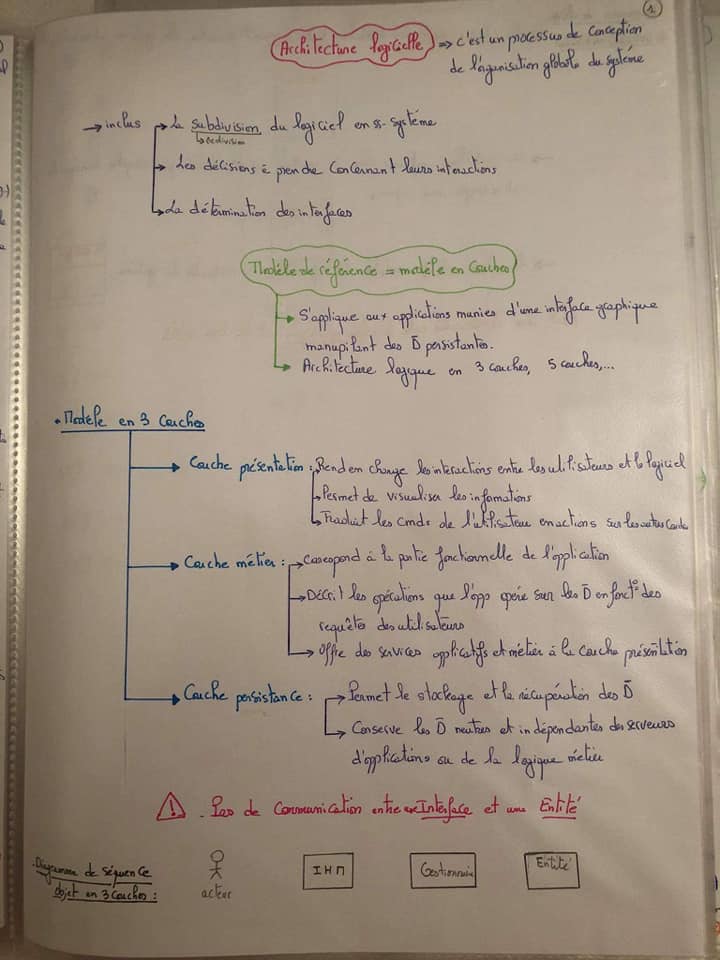 1
Architecture logicielle => c'est un processus de conception
de l'organisation globale du système
→ inclus → La subdivision du logiciel en ss-système
→ Les décisions à prendre concernant leurs interactions
→ La détermination des interfaces
Modèle de référence = modèle en couches
→ S'applique aux applications munies d'une interface graphique
manupilant des D̄ persistantes.
→ Architecture logique en 3 couches, 5 couches,...
• Modèle en 3 couches
→ Couche présentation : → Rend en charge les interactions entre les utilisateurs et le logiciel
→ Permet de visualiser les informations
→ Traduit les cmds de l'utilisateur en actions sur les autres
→ Couche métier : → Correspond à la partie fonctionnelle de l'application
→ Décrit les opérations que l'app opère sur les D̄ en fonct° des
requêtes des utilisateurs
→ Offre des services applicatifs et métier à la couche présentation
→ Couche persistance : → Permet le stockage et la récupération des D̄
→ Conserve les D̄ neutres et indépendantes des serveurs
d'applications ou de la logique métier
⚠ . Pas de communication entre une Interface et une Entité
. Diagramme de séquence
objet en 3 couches :
acteur
IHM
Gestionnaire
Entité